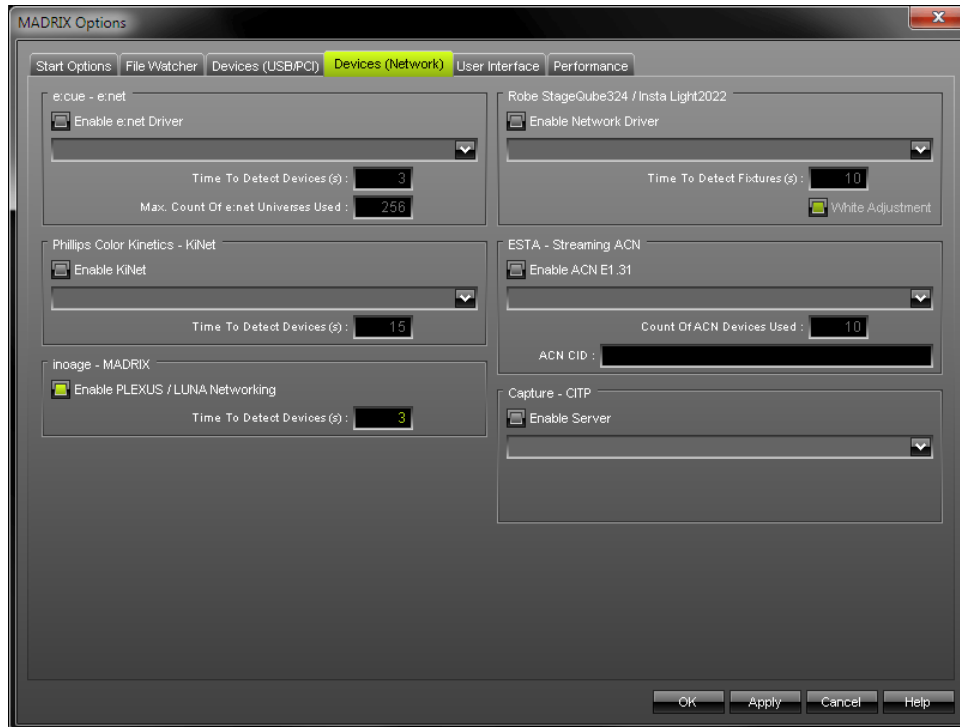 MADRIX Options
Start Options File Watcher Devices (USB/PCI) Devices (Network) User Interface Performance
e:cue - e:net
Enable e:net Driver
Time To Detect Devices (s) : 3
Max. Count Of e:net Universes Used : 256
Phillips Color Kinetics - KiNet
Enable KiNet
Time To Detect Devices (s) : 15
inoage - MADRIX
Enable PLEXUS / LUNA Networking
Time To Detect Devices (s) : 3
Robe StageQube324 / Insta Light2022
Enable Network Driver
Time To Detect Fixtures (s) : 10
White Adjustment
ESTA - Streaming ACN
Enable ACN E1.31
Count Of ACN Devices Used : 10
ACN CID :
Capture - CITP
Enable Server
OK Apply Cancel Help